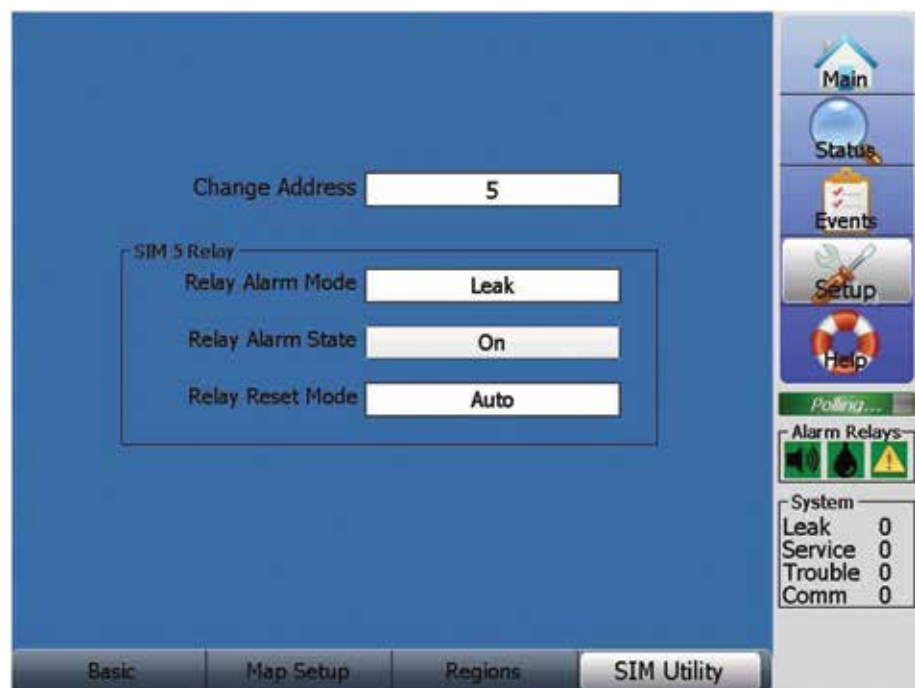 Change Address 5
SIM 5 Relay
Relay Alarm Mode Leak
Relay Alarm State On
Relay Reset Mode Auto
Main
Status
Events
Setup
Help
Polling...
Alarm Relays
System
Leak 0
Service 0
Trouble 0
Comm 0
Basic Map Setup Regions SIM Utility